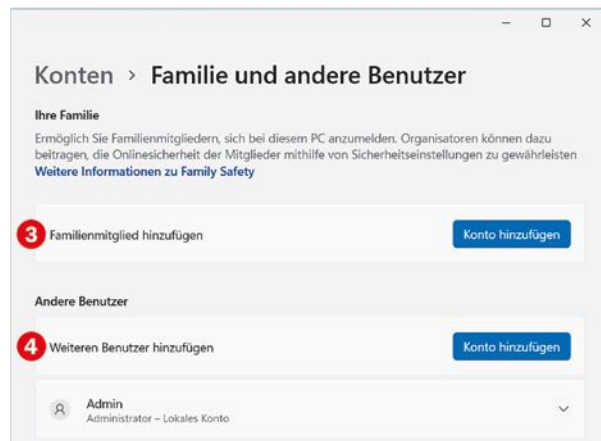 Konten > Familie und andere Benutzer
Ihre Familie
Ermöglich Sie Familienmitgliedern, sich bei diesem PC anzumelden. Organisatoren können dazu
beitragen, die Onlinesicherheit der Mitglieder mithilfe von Sicherheitseinstellungen zu gewährleisten
Weitere Informationen zu Family Safety
3 Familienmitglied hinzufügen Konto hinzufügen
Andere Benutzer
4 Weiteren Benutzer hinzufügen Konto hinzufügen
Admin
Administrator – Lokales Konto